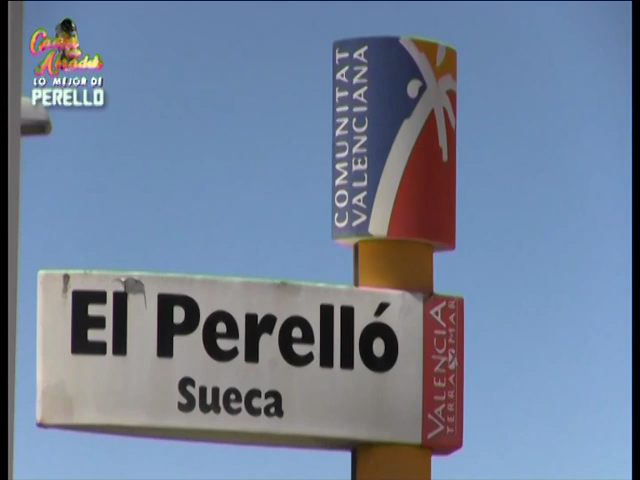 LO MEJOR DE
PERELLO
COMUNITAT
VALENCIANA
El Perelló
Sueca
VALENCIA
TERRA MAR